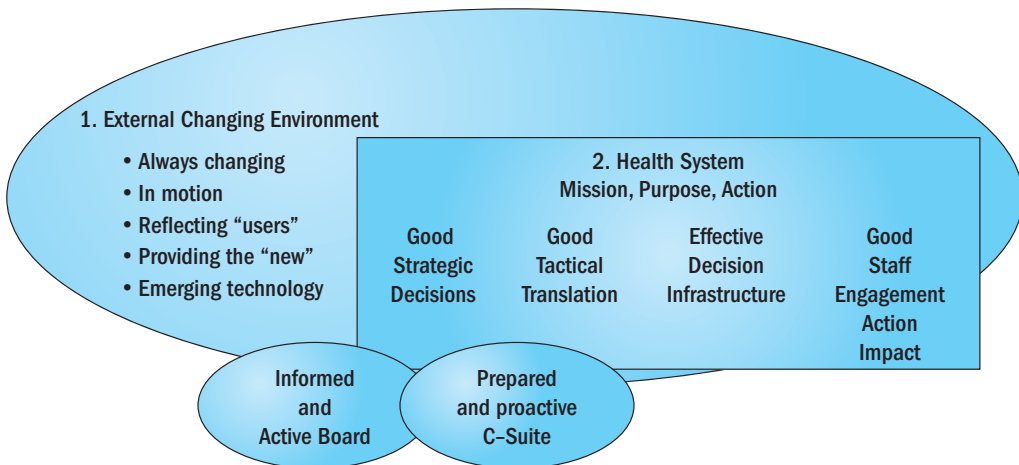 1. External Changing Environment
• Always changing
• In motion
• Reflecting “users”
• Providing the “new”
• Emerging technology
2. Health System
Mission, Purpose, Action
Good
Strategic
Decisions
Good
Tactical
Translation
Effective
Decision
Infrastructure
Good
Staff
Engagement
Action
Impact
Informed
and
Active Board
Prepared
and proactive
C–Suite